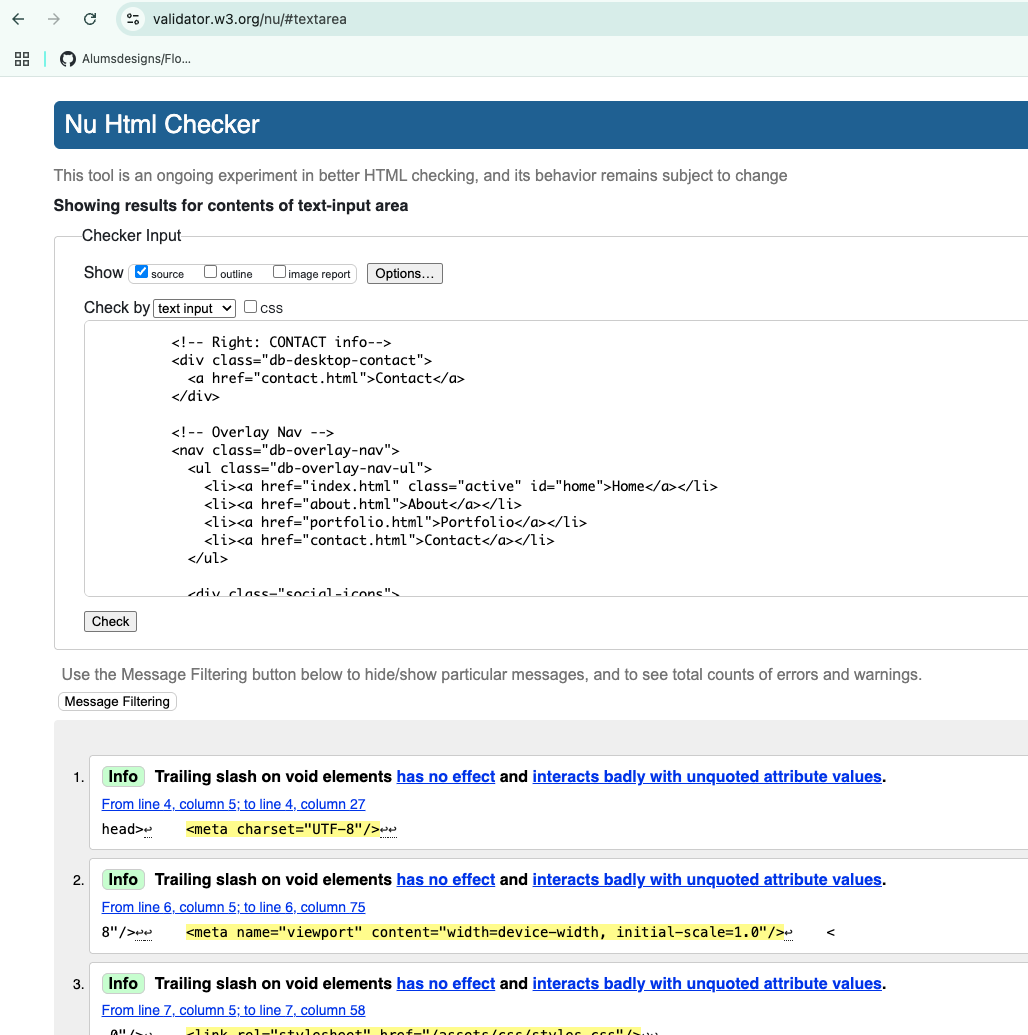 validator.w3.org/nu/#textarea
Alumsdesigns/Flo...
Nu Html Checker
This tool is an ongoing experiment in better HTML checking, and its behavior remains subject to change
Showing results for contents of text-input area
Checker Input
Show source outline image report Options...
Check by text input CSS
<!-- Right: CONTACT info-->
<div class="db-desktop-contact">
<a href="contact.html">Contact</a>
</div>
<!-- Overlay Nav -->
<nav class="db-overlay-nav">
<ul class="db-overlay-nav-ul">
<li><a href="index.html" class="active" id="home">Home</a></li>
<li><a href="about.html">About</a></li>
<li><a href="portfolio.html">Portfolio</a></li>
<li><a href="contact.html">Contact</a></li>
</ul>
<div class="social-icons">
Check
Use the Message Filtering button below to hide/show particular messages, and to see total counts of errors and warnings.
Message Filtering
1. Info Trailing slash on void elements has no effect and interacts badly with unquoted attribute values.
From line 4, column 5; to line 4, column 27
head>↩ <meta charset="UTF-8"/>↩↩
2. Info Trailing slash on void elements has no effect and interacts badly with unquoted attribute values.
From line 6, column 5; to line 6, column 75
8"/>↩↩ <meta name="viewport" content="width=device-width, initial-scale=1.0"/>↩ <
3. Info Trailing slash on void elements has no effect and interacts badly with unquoted attribute values.
From line 7, column 5; to line 7, column 58
.0"/>↩ <link rel="stylesheet" href="/assets/css/styles.css"/>↩↩